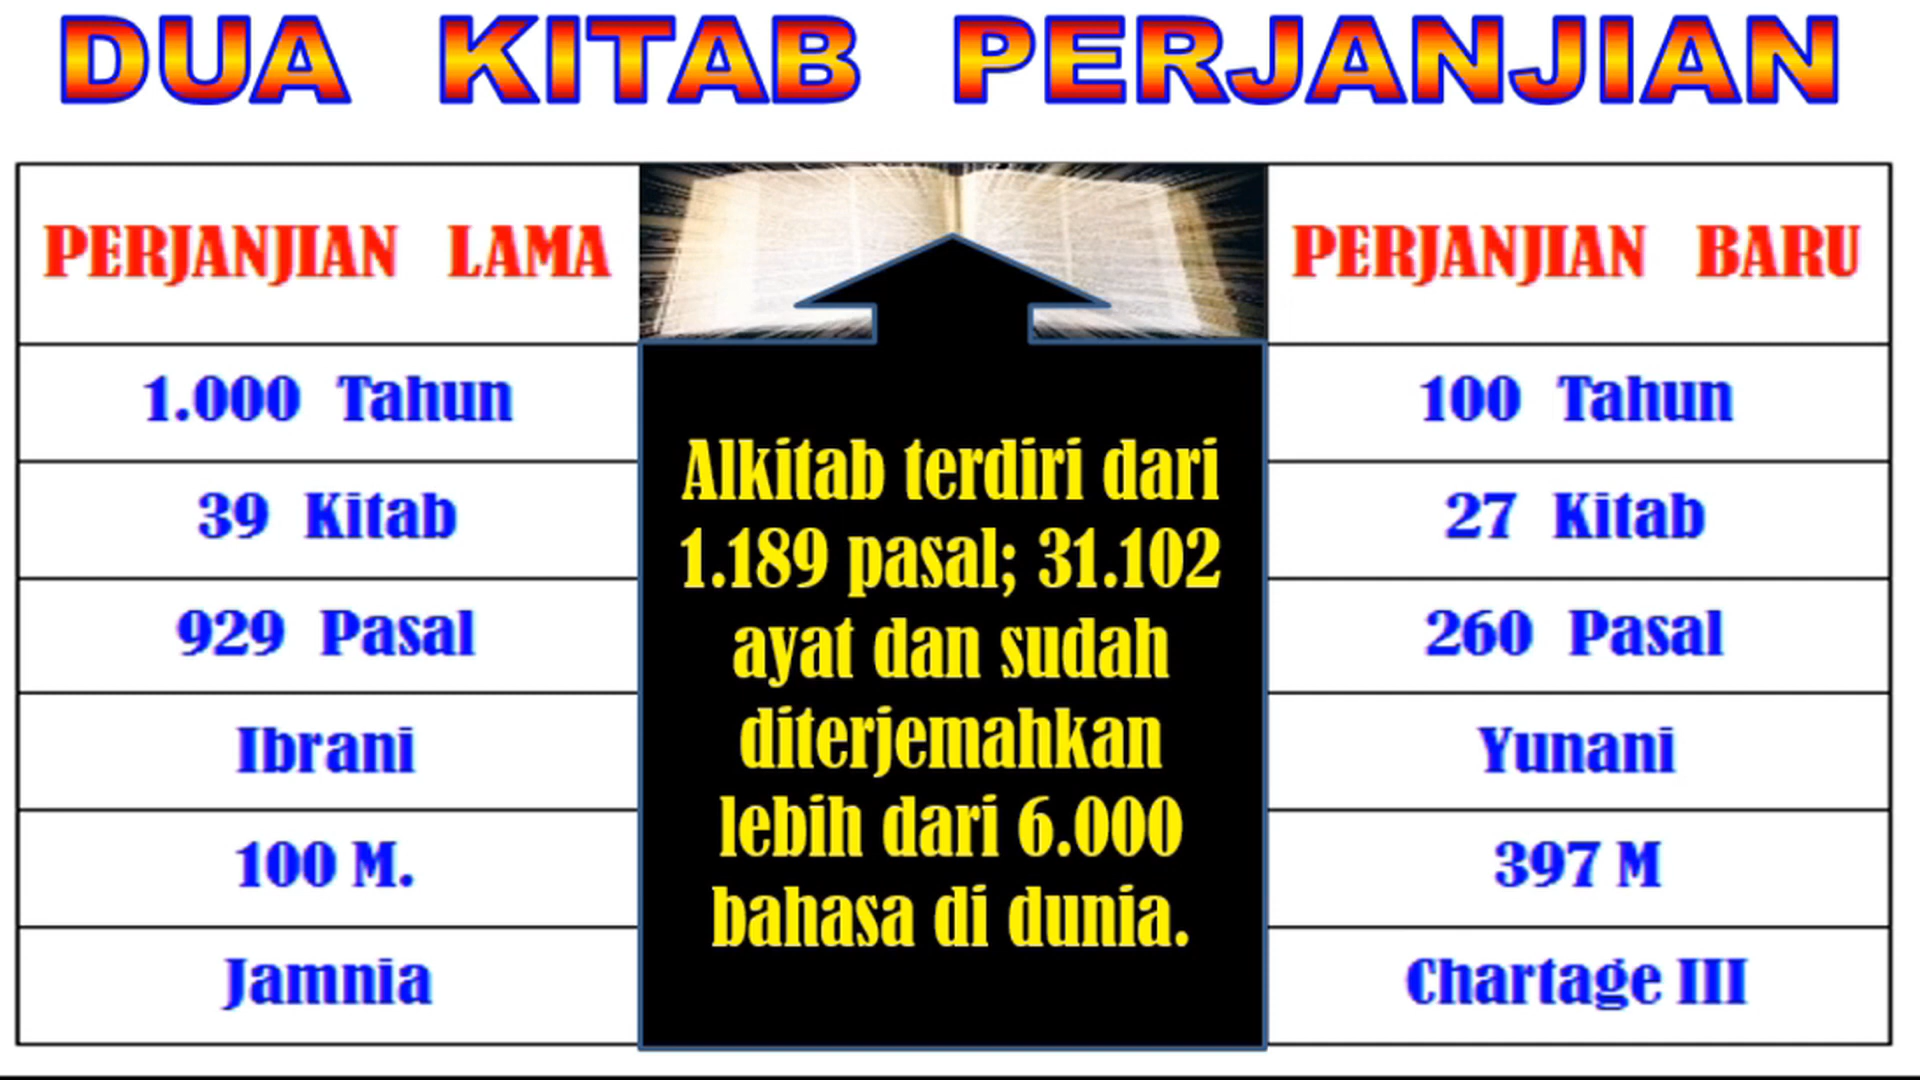 DUA KITAB PERJANJIAN
PERJANJIAN LAMA
1.000 Tahun
39 Kitab
929 Pasal
Ibrani
100 M.
Jamnia
Alkitab terdiri dari
1.189 pasal; 31.102
ayat dan sudah
diterjemahkan
lebih dari 6.000
bahasa di dunia.
PERJANJIAN BARU
100 Tahun
27 Kitab
260 Pasal
Yunani
397 M
Chartage III